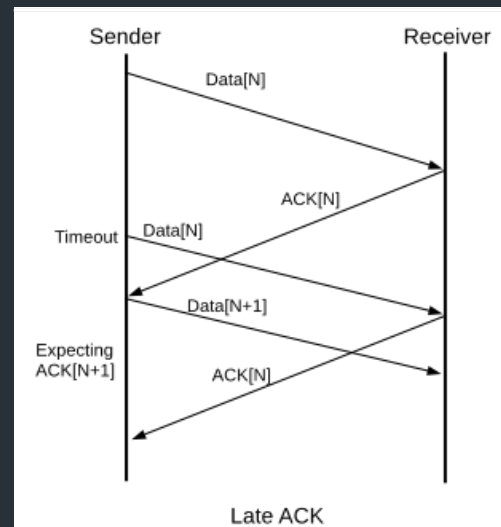 Sender
Receiver
Data[N]
ACK[N]
Data[N]
Timeout
Data[N+1]
Expecting
ACK[N+1]
ACK[N]
Late ACK